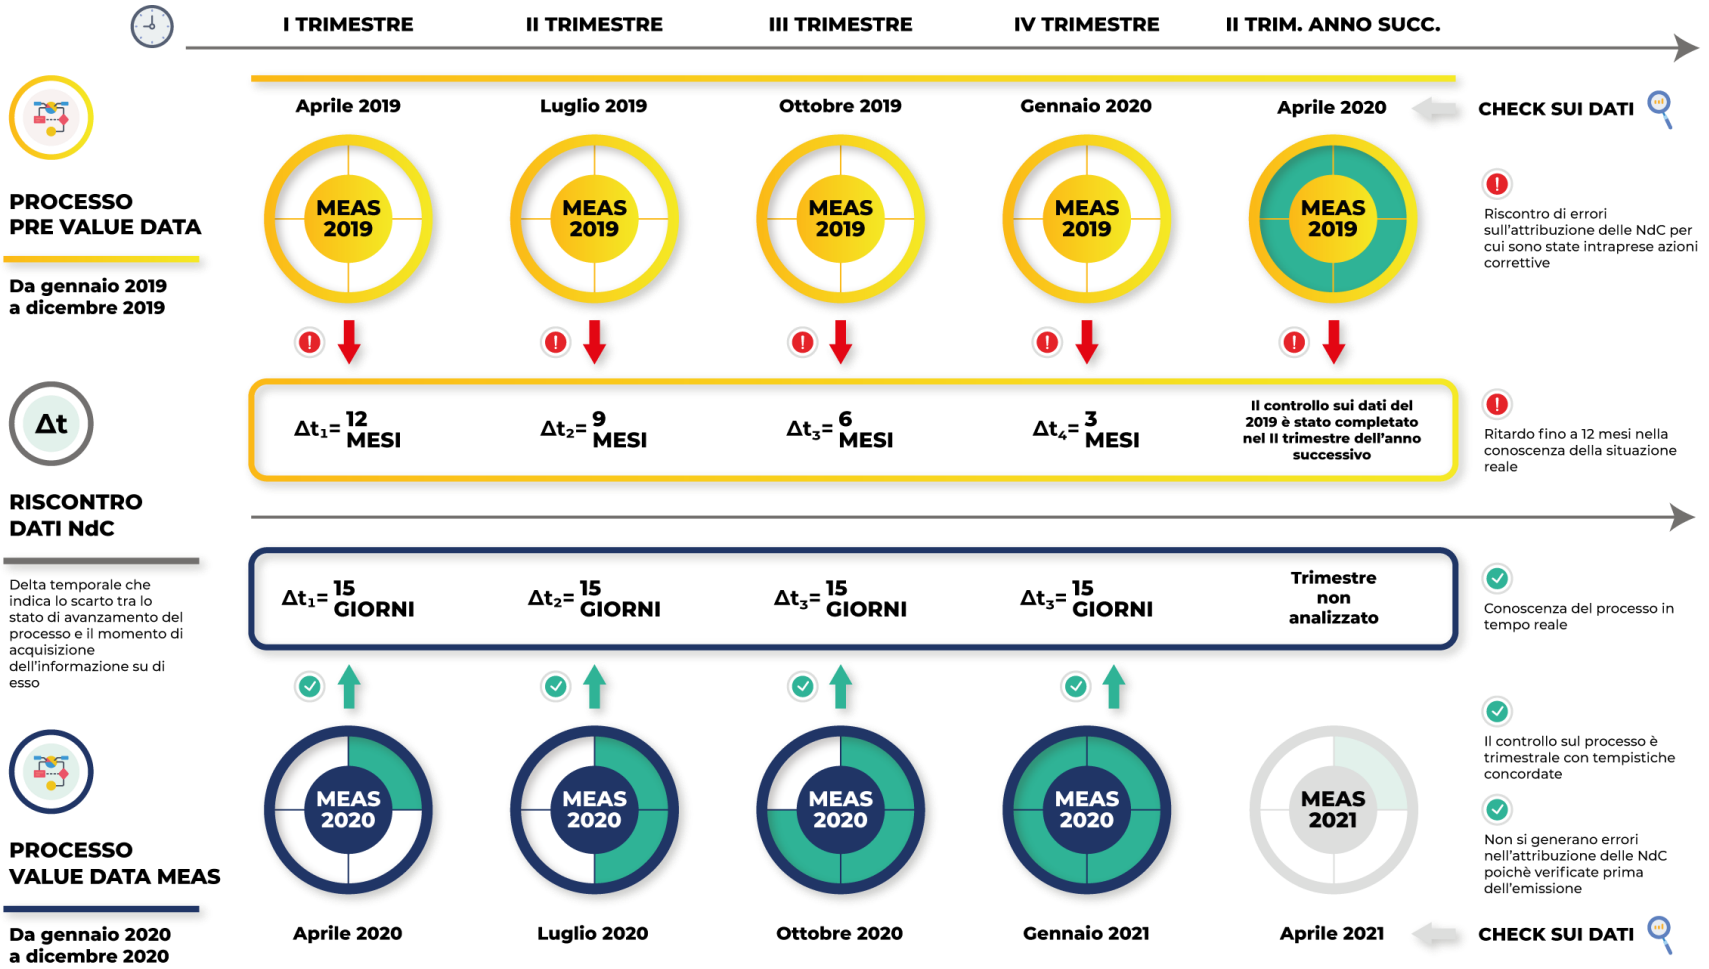 I TRIMESTRE
II TRIMESTRE
III TRIMESTRE
IV TRIMESTRE
II TRIM. ANNO SUCC.
Aprile 2019
Luglio 2019
Ottobre 2019
Gennaio 2020
Aprile 2020
CHECK SUI DATI
PROCESSO
PRE VALUE DATA
Da gennaio 2019
a dicembre 2019
MEAS
2019
MEAS
2019
MEAS
2019
MEAS
2019
MEAS
2019
!
Riscontro di errori
sull'attribuzione delle NdC per
cui sono state intraprese azioni
correttive
!
!
!
!
!
Δt
RISCONTRO
DATI NdC
Delta temporale che
indica lo scarto tra lo
stato di avanzamento del
processo e il momento di
acquisizione
dell'informazione su di
esso
Δt1= 12
MESI
Δt2= 9
MESI
Δt3= 6
MESI
Δt4= 3
MESI
Il controllo sui dati del
2019 è stato completato
nel II trimestre dell'anno
successivo
!
Ritardo fino a 12 mesi nella
conoscenza della situazione
reale
Δt1= 15
GIORNI
Δt2= 15
GIORNI
Δt3= 15
GIORNI
Δt3= 15
GIORNI
Trimestre
non
analizzato
Conoscenza del processo in
tempo reale
PROCESSO
VALUE DATA MEAS
Da gennaio 2020
a dicembre 2020
MEAS
2020
MEAS
2020
MEAS
2020
MEAS
2020
MEAS
2021
Il controllo sul processo è
trimestrale con tempistiche
concordate
Non si generano errori
nell'attribuzione delle NdC
poichè verificate prima
dell'emissione
Aprile 2020
Luglio 2020
Ottobre 2020
Gennaio 2021
Aprile 2021
CHECK SUI DATI